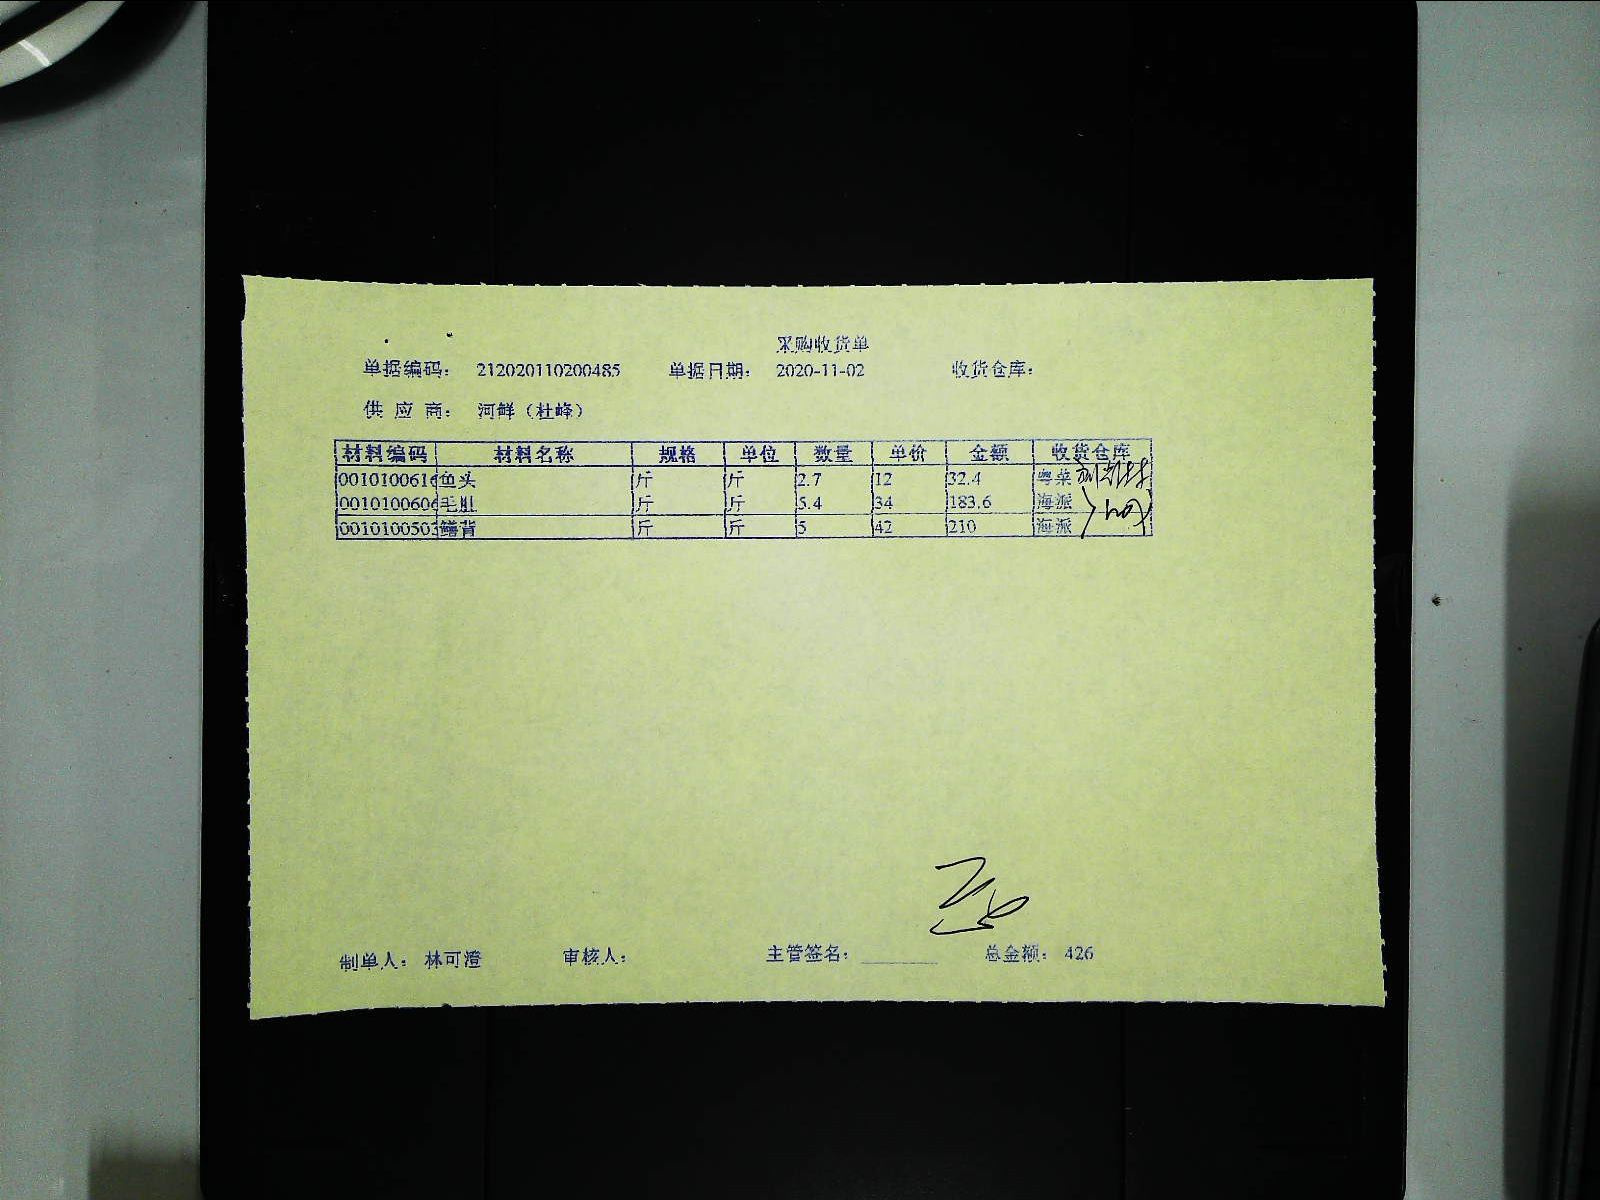 采购收货单
单据编码： 212020110200485 单据日期： 2020-11-02 收货仓库：
供 应 商： 河鲜（杜峰）
材料编码 材料名称 规格 单位 数量 单价 金额 收货仓库
0010100616 鱼头 斤 斤 2.7 12 32.4 粤菜
0010100606 毛肚 斤 斤 5.4 34 183.6 海派
001010050 鳝背 斤 斤 5 42 210 海派
制单人： 林可澄 审核人： 主管签名： 总金额： 426